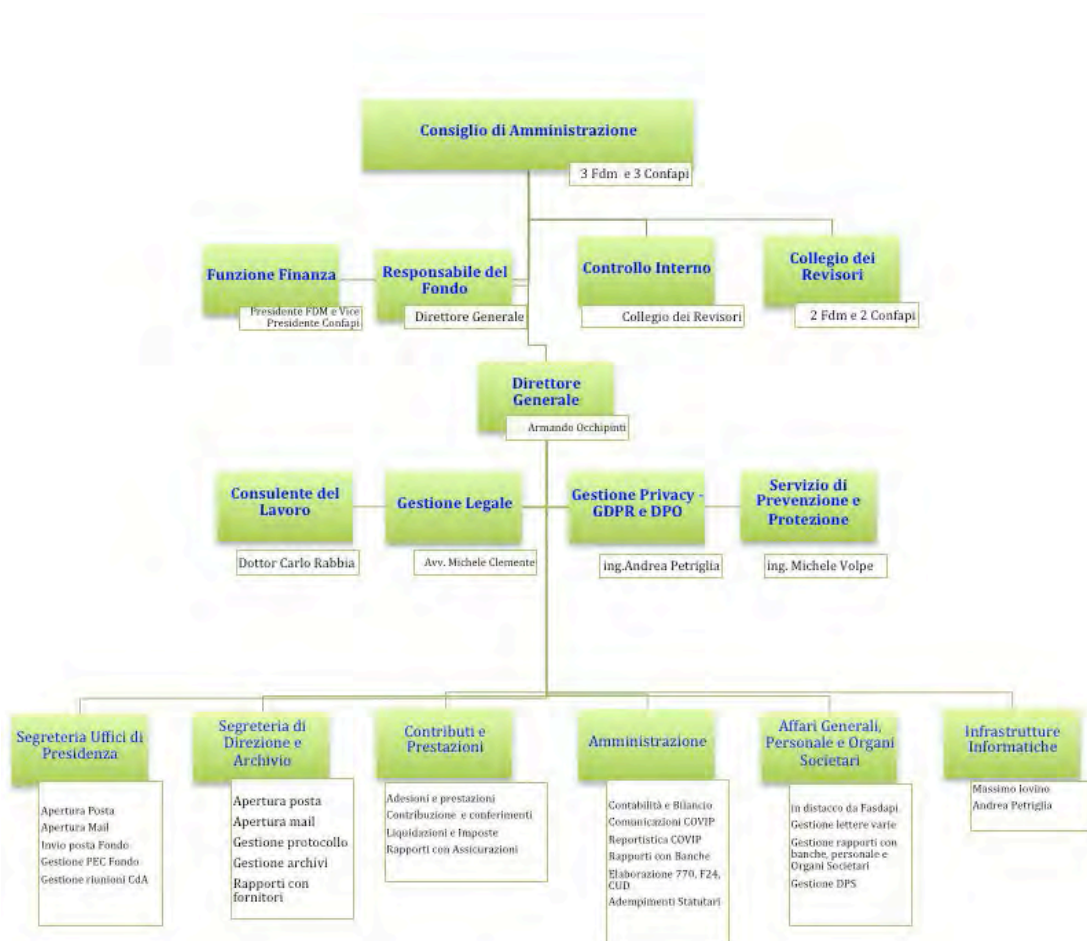 Consiglio di Amministrazione
3 Fdm e 3 Confapi
Funzione Finanza
Presidente FDM e Vice
Presidente Confapi
Responsabile del
Fondo
Direttore Generale
Controllo Interno
Collegio dei Revisori
Collegio dei
Revisori
2 Fdm e 2 Confapi
Direttore
Generale
Armando Occhipinti
Consulente del
Lavoro
Dottor Carlo Rabbia
Gestione Legale
Avv. Michele Clemente
Gestione Privacy -
GDPR e DPO
ing.Andrea Petriglia
Servizio di
Prevenzione e
Protezione
ing. Michele Volpe
Segreteria Uffici di
Presidenza
Apertura Posta
Apertura Mail
Invio posta Fondo
Gestione PEC Fondo
Gestione riunioni CdA
Segreteria di
Direzione e
Archivio
Apertura posta
Apertura mail
Gestione protocollo
Gestione archivi
Rapporti con
fornitori
Contributi e
Prestazioni
Adesioni e prestazioni
Contribuzione e conferimenti
Liquidazioni e Imposte
Rapporti con Assicurazioni
Amministrazione
Contabilità e Bilancio
Comunicazioni COVIP
Reportistica COVIP
Rapporti con Banche
Elaborazione 770, F24,
CUD
Adempimenti Statutari
Affari Generali,
Personale e Organi
Societari
In distacco da Fasdapi
Gestione lettere varie
Gestione rapporti con
banche, personale e
Organi Societari
Gestione DPS
Infrastrutture
Informatiche
Massimo Iovino
Andrea Petriglia